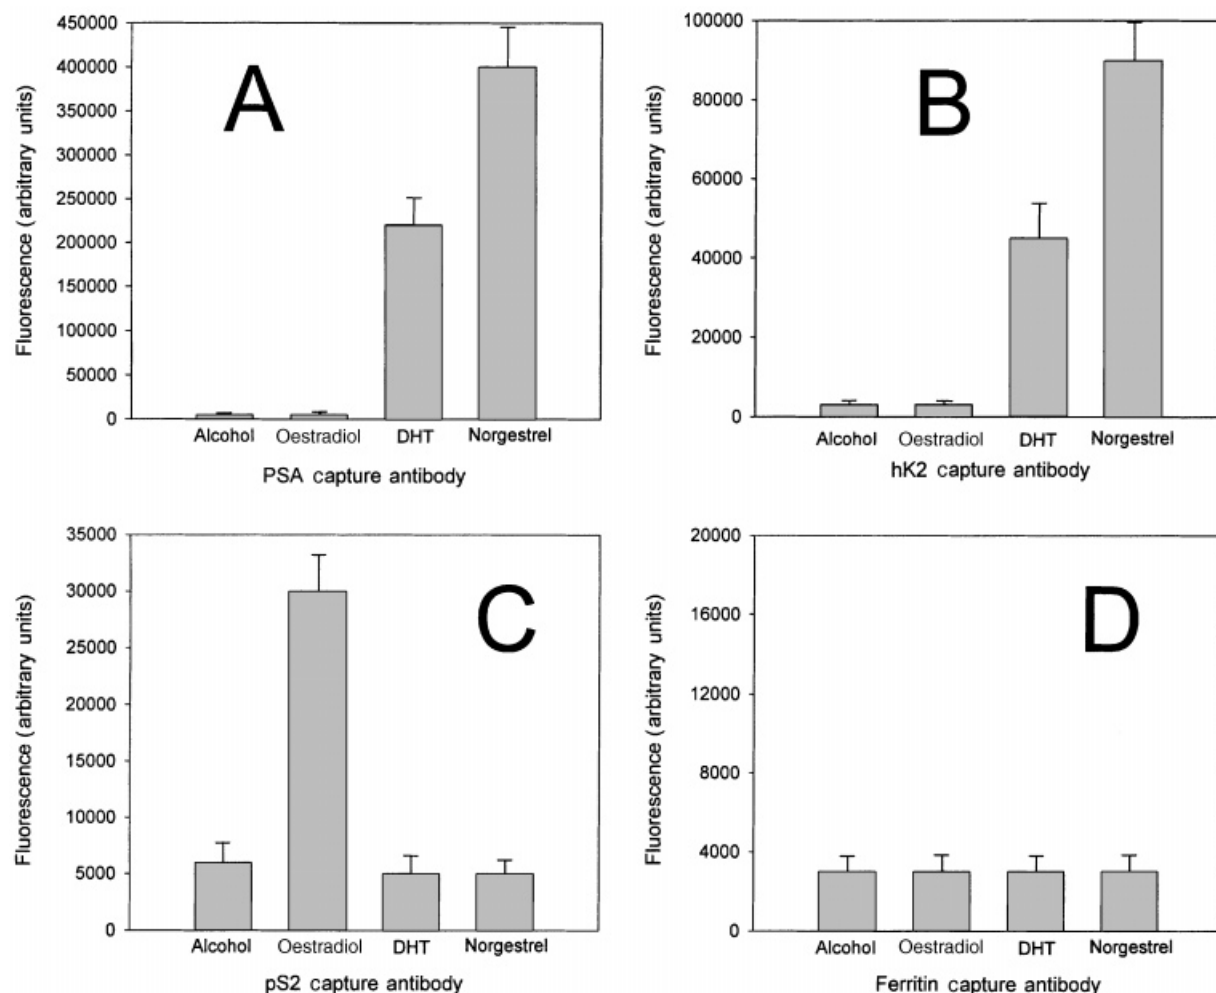 A
Fluorescence (arbitrary units)
450000
400000
350000
300000
250000
200000
150000
100000
50000
0
Alcohol Oestradiol DHT Norgestrel
PSA capture antibody
B
Fluorescence (arbitrary units)
100000
80000
60000
40000
20000
0
Alcohol Oestradiol DHT Norgestrel
hK2 capture antibody
C
Fluorescence (arbitrary units)
35000
30000
25000
20000
15000
10000
5000
0
Alcohol Oestradiol DHT Norgestrel
pS2 capture antibody
D
Fluorescence (arbitrary units)
20000
16000
12000
8000
4000
0
Alcohol Oestradiol DHT Norgestrel
Ferritin capture antibody